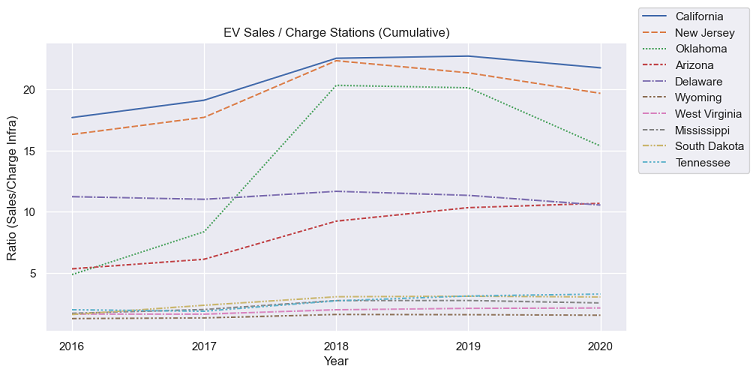 EV Sales / Charge Stations (Cumulative)
California
New Jersey
Oklahoma
Arizona
Delaware
Wyoming
West Virginia
Mississippi
South Dakota
Tennessee
Ratio (Sales/Charge Infra)
20
15
10
5
2016 2017 2018 2019 2020
Year